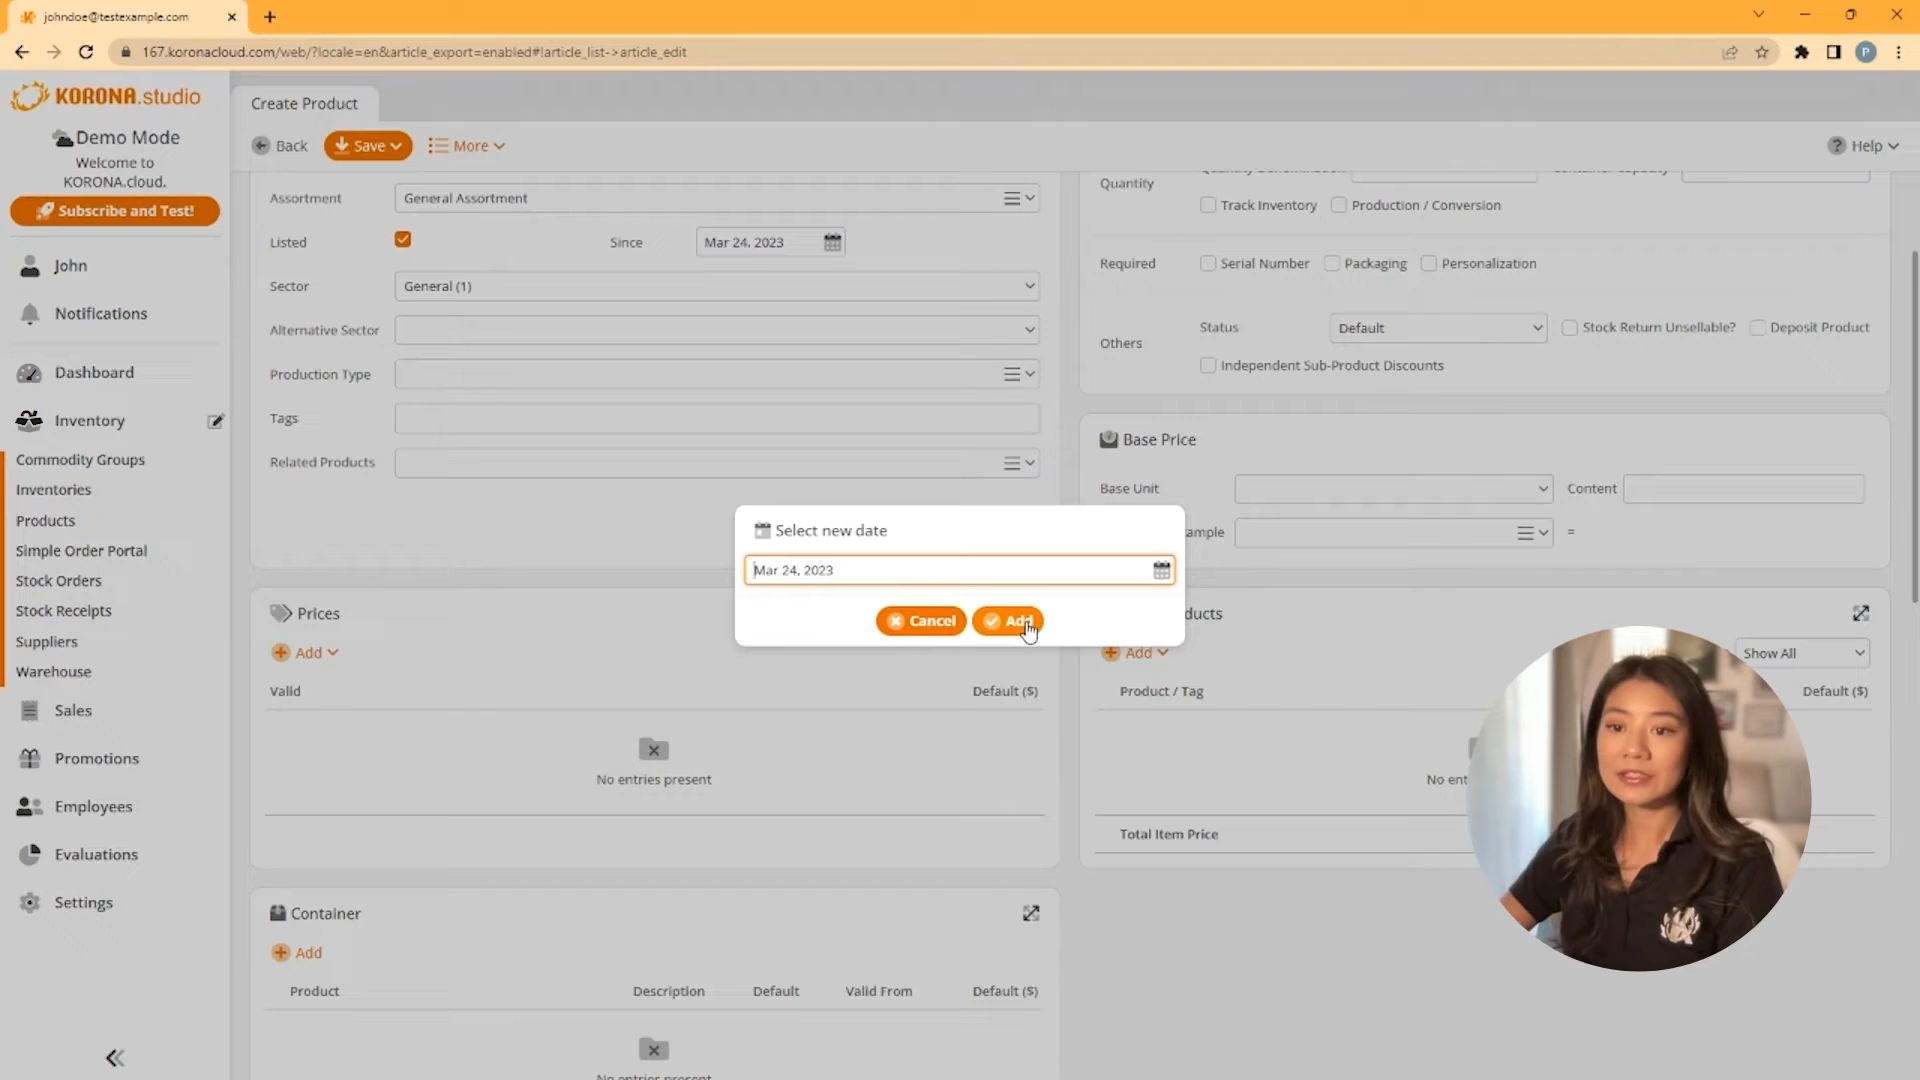 johndoe@testexample.com
167.koronacloud.com/web/?locale=en&article_export=enabled#!article_list->article_edit
P
KORONA.studio
Demo Mode
Welcome to
KORONA.cloud.
Subscribe and Test!
John
Notifications
Dashboard
Inventory
Commodity Groups
Inventories
Products
Simple Order Portal
Stock Orders
Stock Receipts
Suppliers
Warehouse
Sales
Promotions
Employees
Evaluations
Settings
Create Product
Back
Save
More
Help
Assortment
General Assortment
Listed
Since
Mar 24, 2023
Sector
General (1)
Alternative Sector
Production Type
Tags
Related Products
Quantity
Track Inventory
Production / Conversion
Required
Serial Number
Packaging
Personalization
Others
Status
Default
Stock Return Unsellable?
Deposit Product
Independent Sub-Product Discounts
Base Price
Base Unit
Content
ample
=
Select new date
Mar 24, 2023
Cancel
Add
Prices
Add
Valid
Default ($)
No entries present
ducts
Add
Show All
Product / Tag
Default ($)
No ent
Total Item Price
Container
Add
Product
Description
Default
Valid From
Default ($)